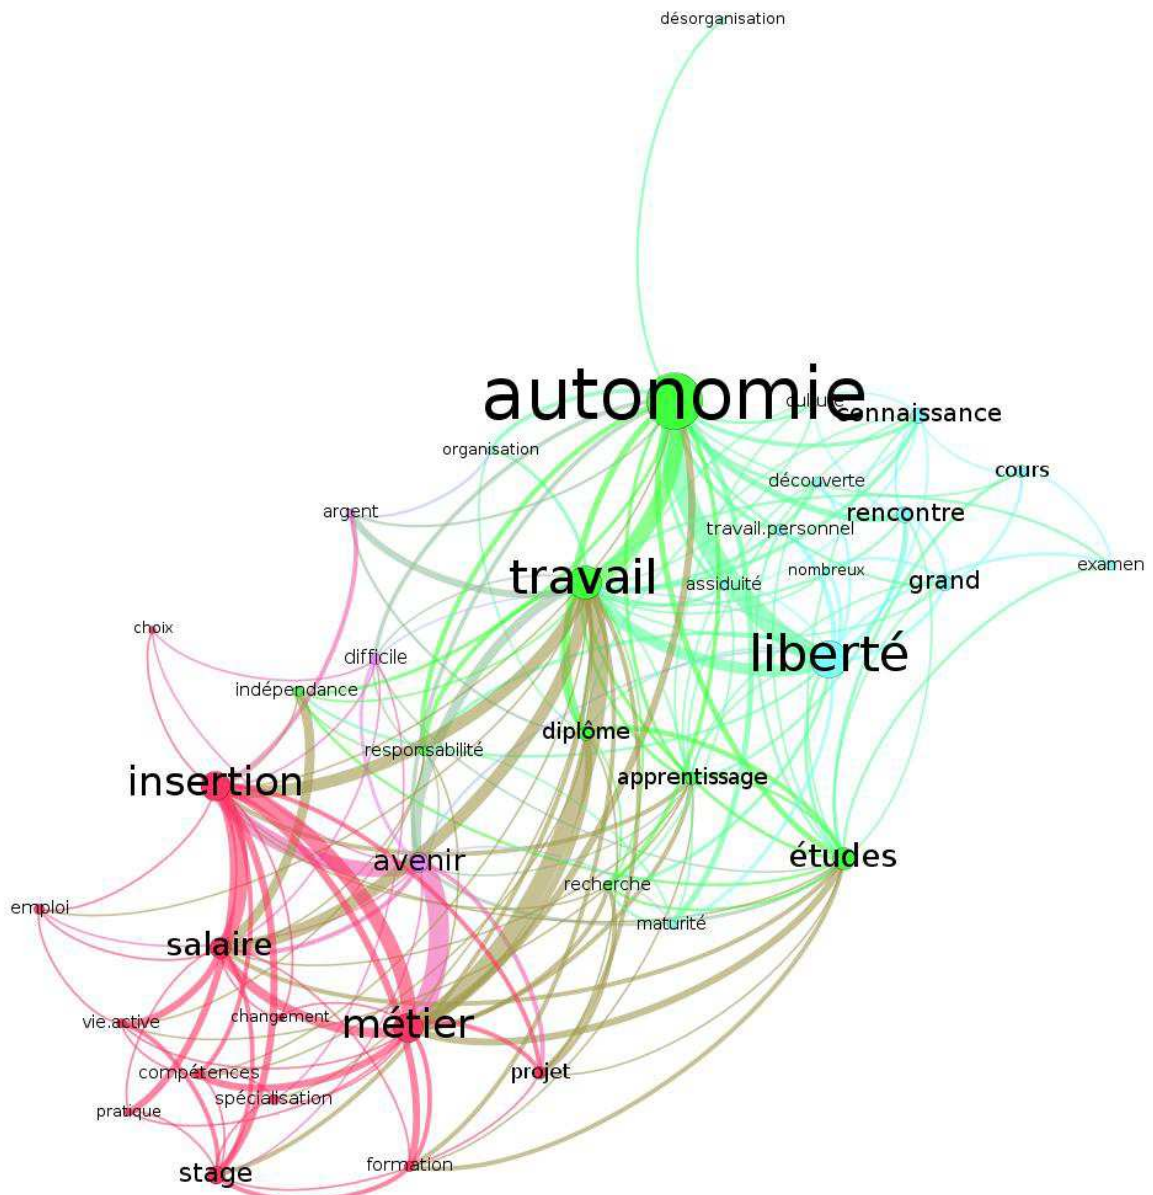 désorganisation
autonomie
culture
connaissance
organisation
cours
découverte
argent
rencontre
travail.personnel
examen
travail
assiduité
nombreux
grand
choix
liberté
difficile
indépendance
diplôme
responsabilité
apprentissage
insertion
études
avenir
recherche
emploi
maturité
salaire
vie.active
changement
métier
compétences
projet
spécialisation
pratique
formation
stage